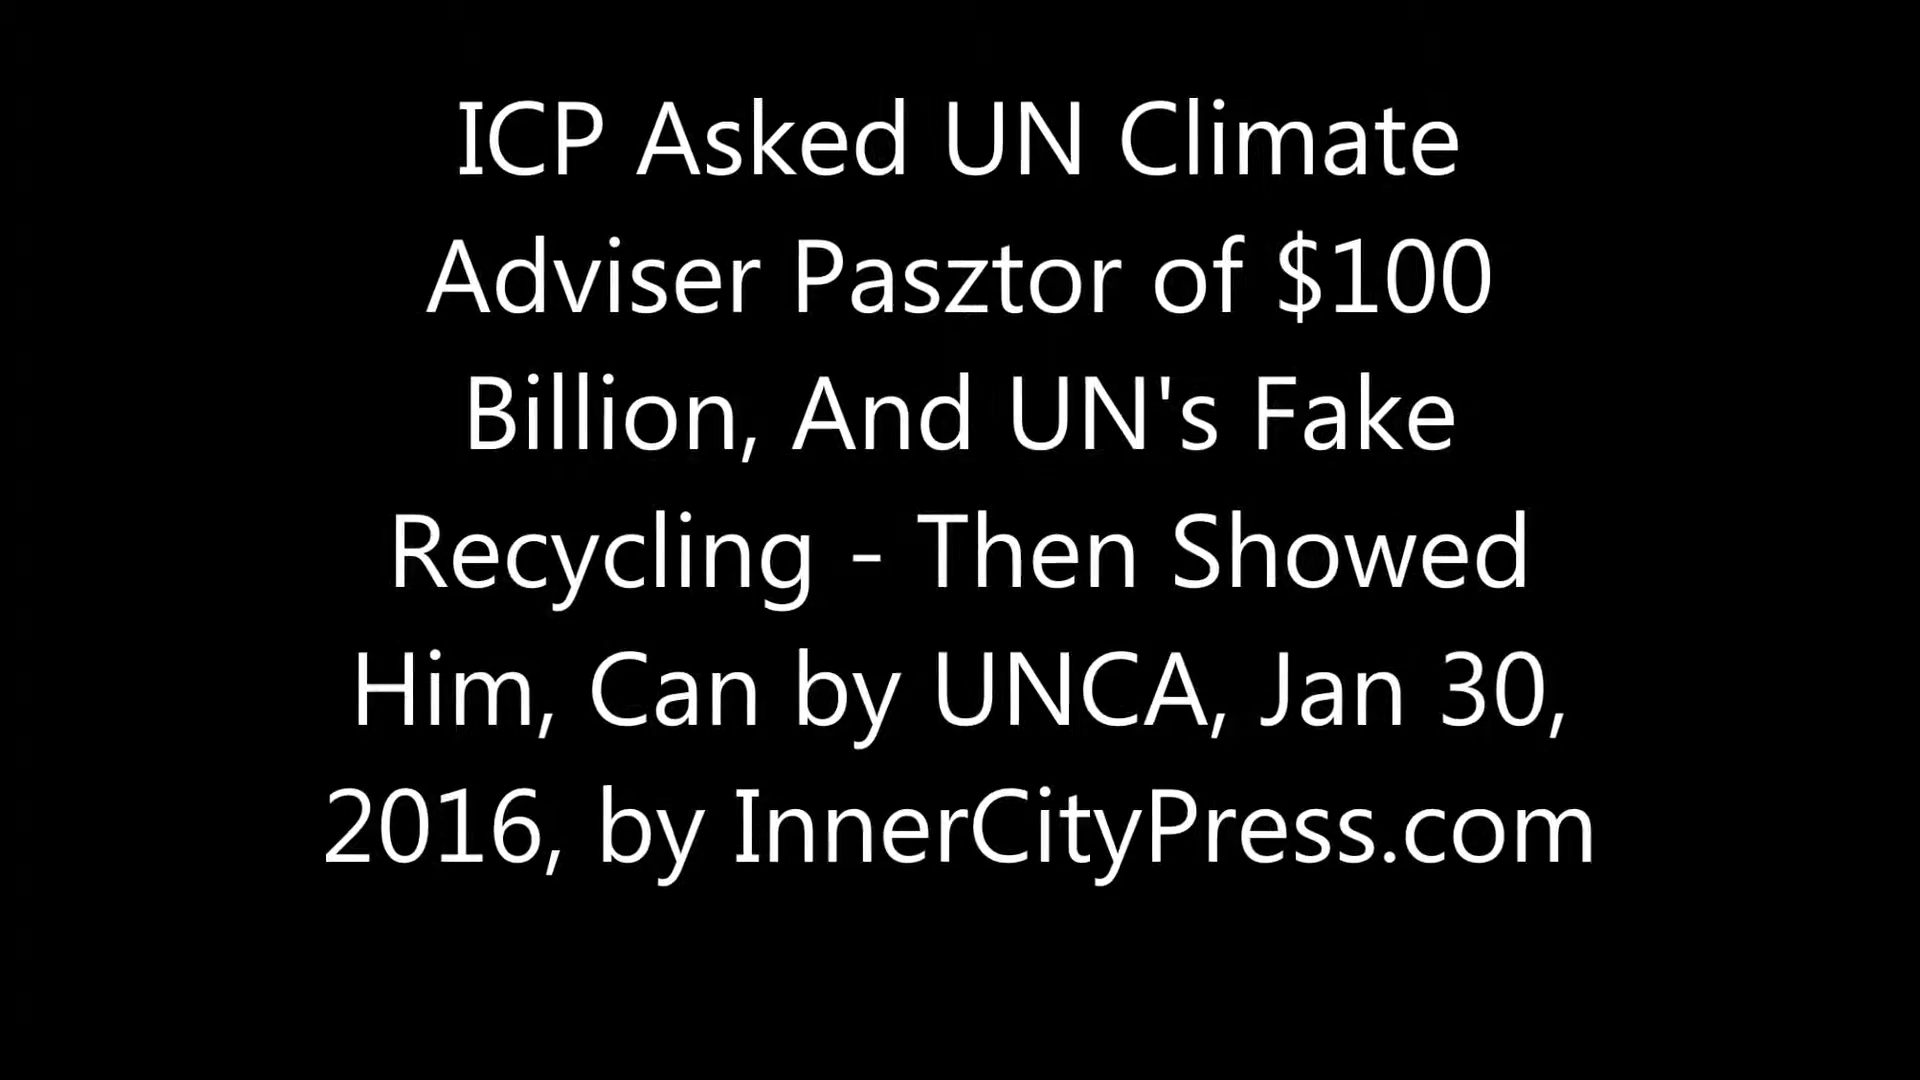 ICP Asked UN Climate
Adviser Pasztor of $100
Billion, And UN's Fake
Recycling - Then Showed
Him, Can by UNCA, Jan 30,
2016, by InnerCityPress.com